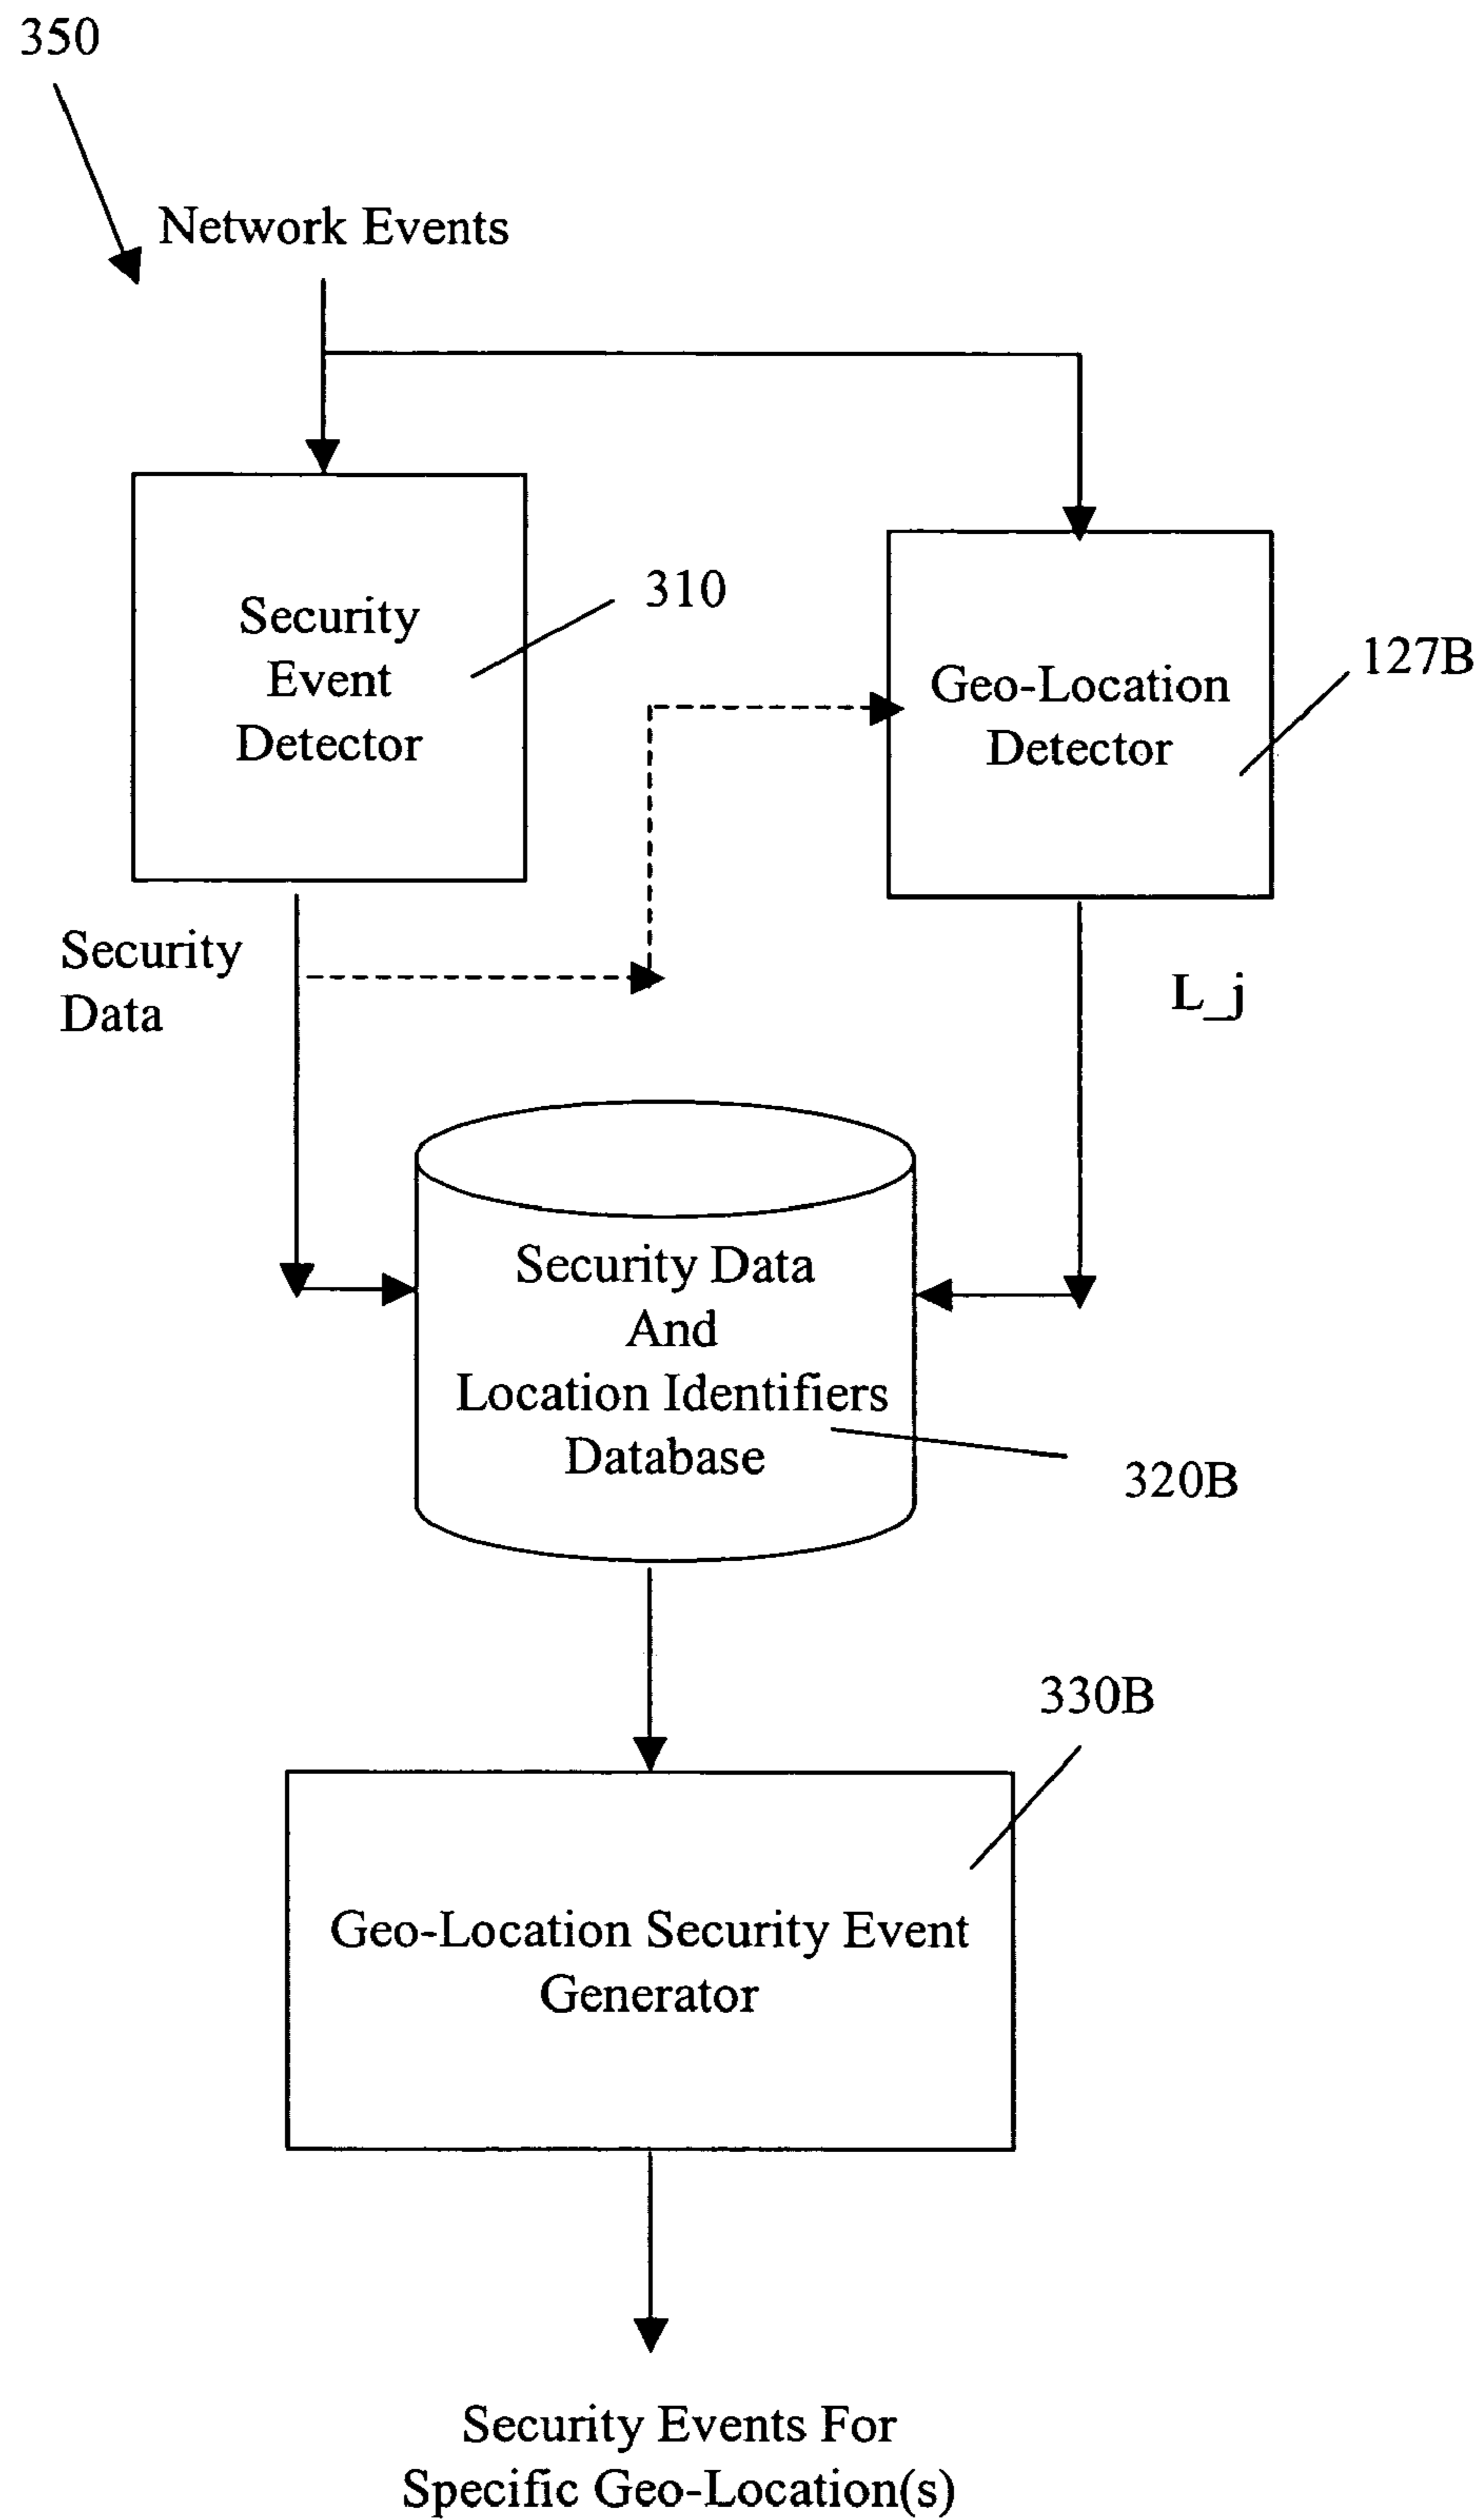 350
Network Events
Security
Event
Detector
310
Geo-Location
Detector
127B
Security
Data
L_j
Security Data
And
Location Identifiers
Database
320B
330B
Geo-Location Security Event
Generator
Security Events For
Specific Geo-Location(s)